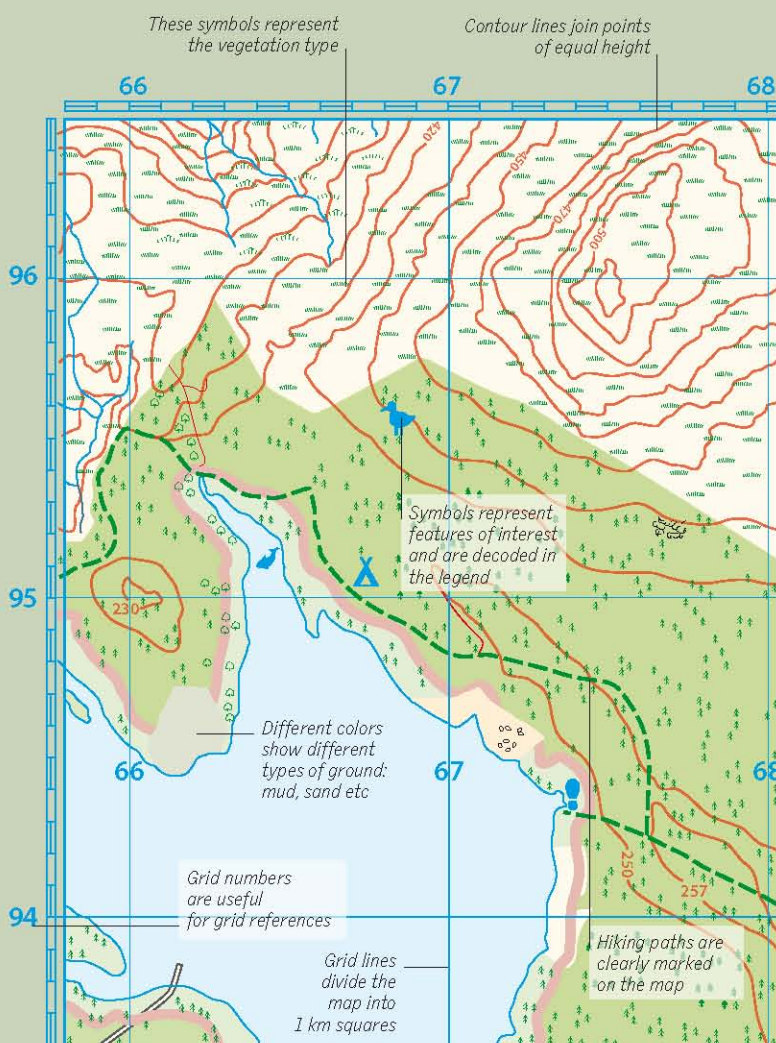 These symbols represent
the vegetation type
Contour lines join points
of equal height
66
67
68
420
450
470
500
96
Symbols represent
features of interest
and are decoded in
the legend
95
230
Different colors
show different
types of ground:
mud, sand etc
66
67
68
250
257
Grid numbers
are useful
for grid references
94
Grid lines
divide the
map into
1 km squares
Hiking paths are
clearly marked
on the map